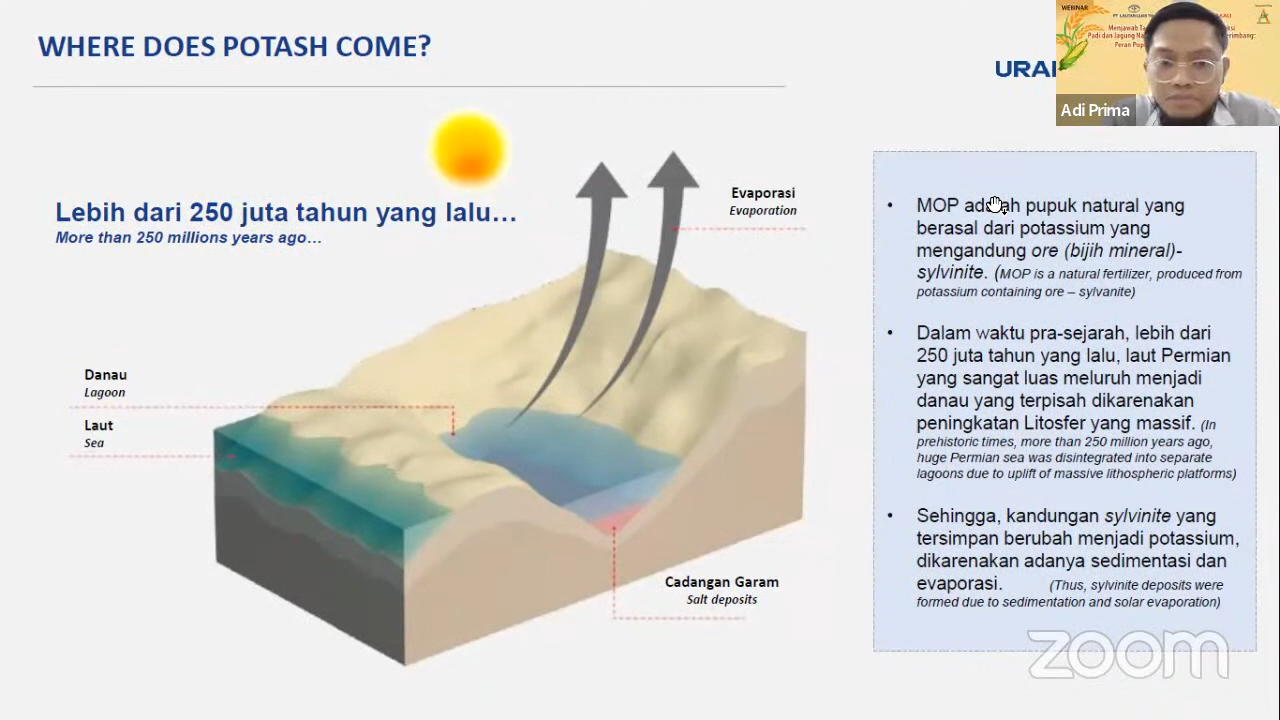 WHERE DOES POTASH COME?
URAL
WEBINAR
Adi Prima
Lebih dari 250 juta tahun yang lalu…
More than 250 millions years ago…
Evaporasi
Evaporation
Danau
Lagoon
Laut
Sea
Cadangan Garam
Salt deposits
• MOP adalah pupuk natural yang
berasal dari potassium yang
mengandung ore (bijih mineral)-
sylvinite. (MOP is a natural fertilizer, produced from
potassium containing ore – sylvanite)
• Dalam waktu pra-sejarah, lebih dari
250 juta tahun yang lalu, laut Permian
yang sangat luas meluruh menjadi
danau yang terpisah dikarenakan
peningkatan Litosfer yang massif. (In
prehistoric times, more than 250 million years ago,
huge Permian sea was disintegrated into separate
lagoons due to uplift of massive lithospheric platforms)
• Sehingga, kandungan sylvinite yang
tersimpan berubah menjadi potassium,
dikarenakan adanya sedimentasi dan
evaporasi. (Thus, sylvinite deposits were
formed due to sedimentation and solar evaporation)
zoom